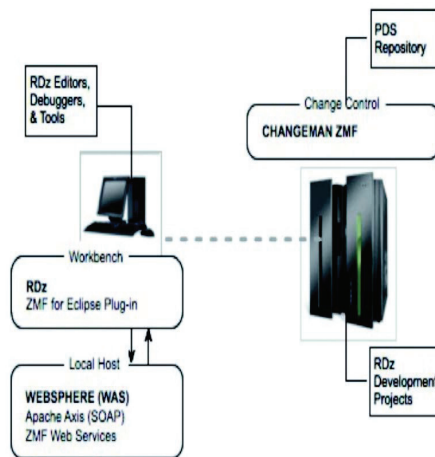 PDS
Repository
RDz Editors,
Debuggers,
& Tools
Change Control
CHANGEMAN ZMF
Workbench
RDz
ZMF for Eclipse Plug-in
Local Host
WEBSPHERE (WAS)
Apache Axis (SOAP)
ZMF Web Services
RDz
Development
Projects